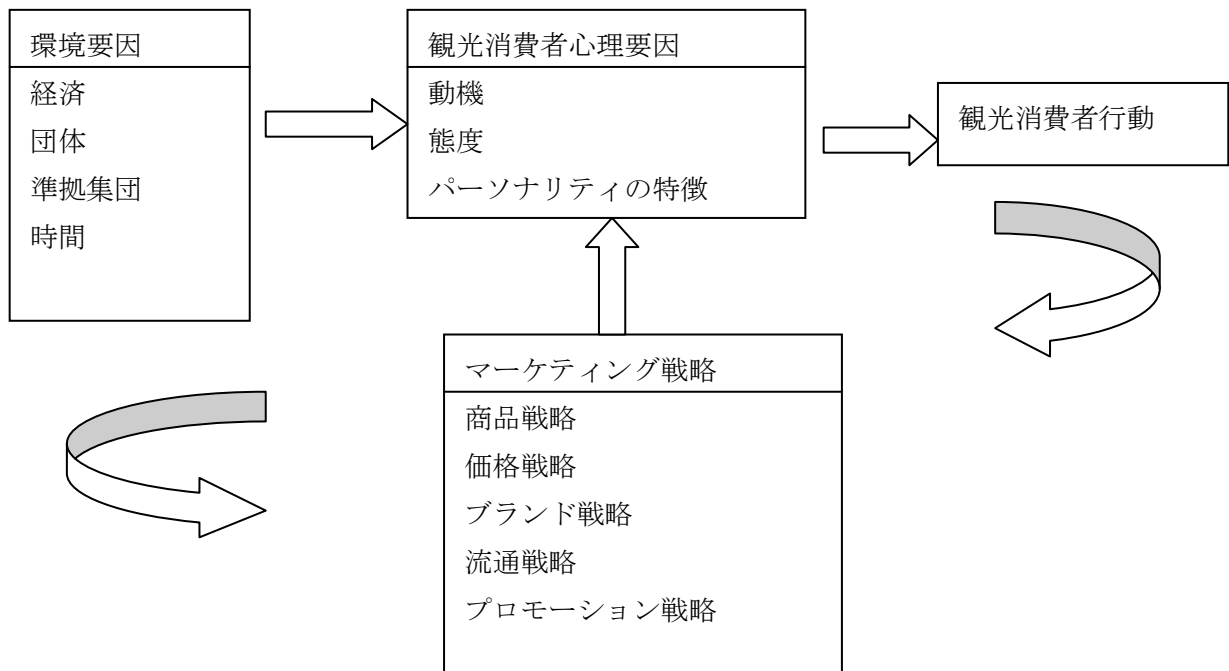 環境要因
経済
団体
準拠集団
時間
観光消費者心理要因
動機
態度
パーソナリティの特徴
観光消費者行動
マーケティング戦略
商品戦略
価格戦略
ブランド戦略
流通戦略
プロモーション戦略